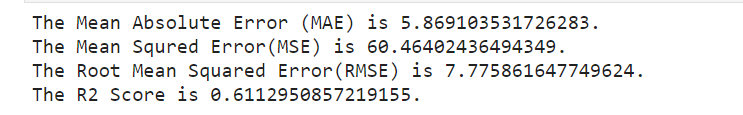 The Mean Absolute Error (MAE) is 5.869103531726283.
The Mean Squred Error(MSE) is 60.46402436494349.
The Root Mean Squared Error(RMSE) is 7.775861647749624.
The R2 Score is 0.6112950857219155.